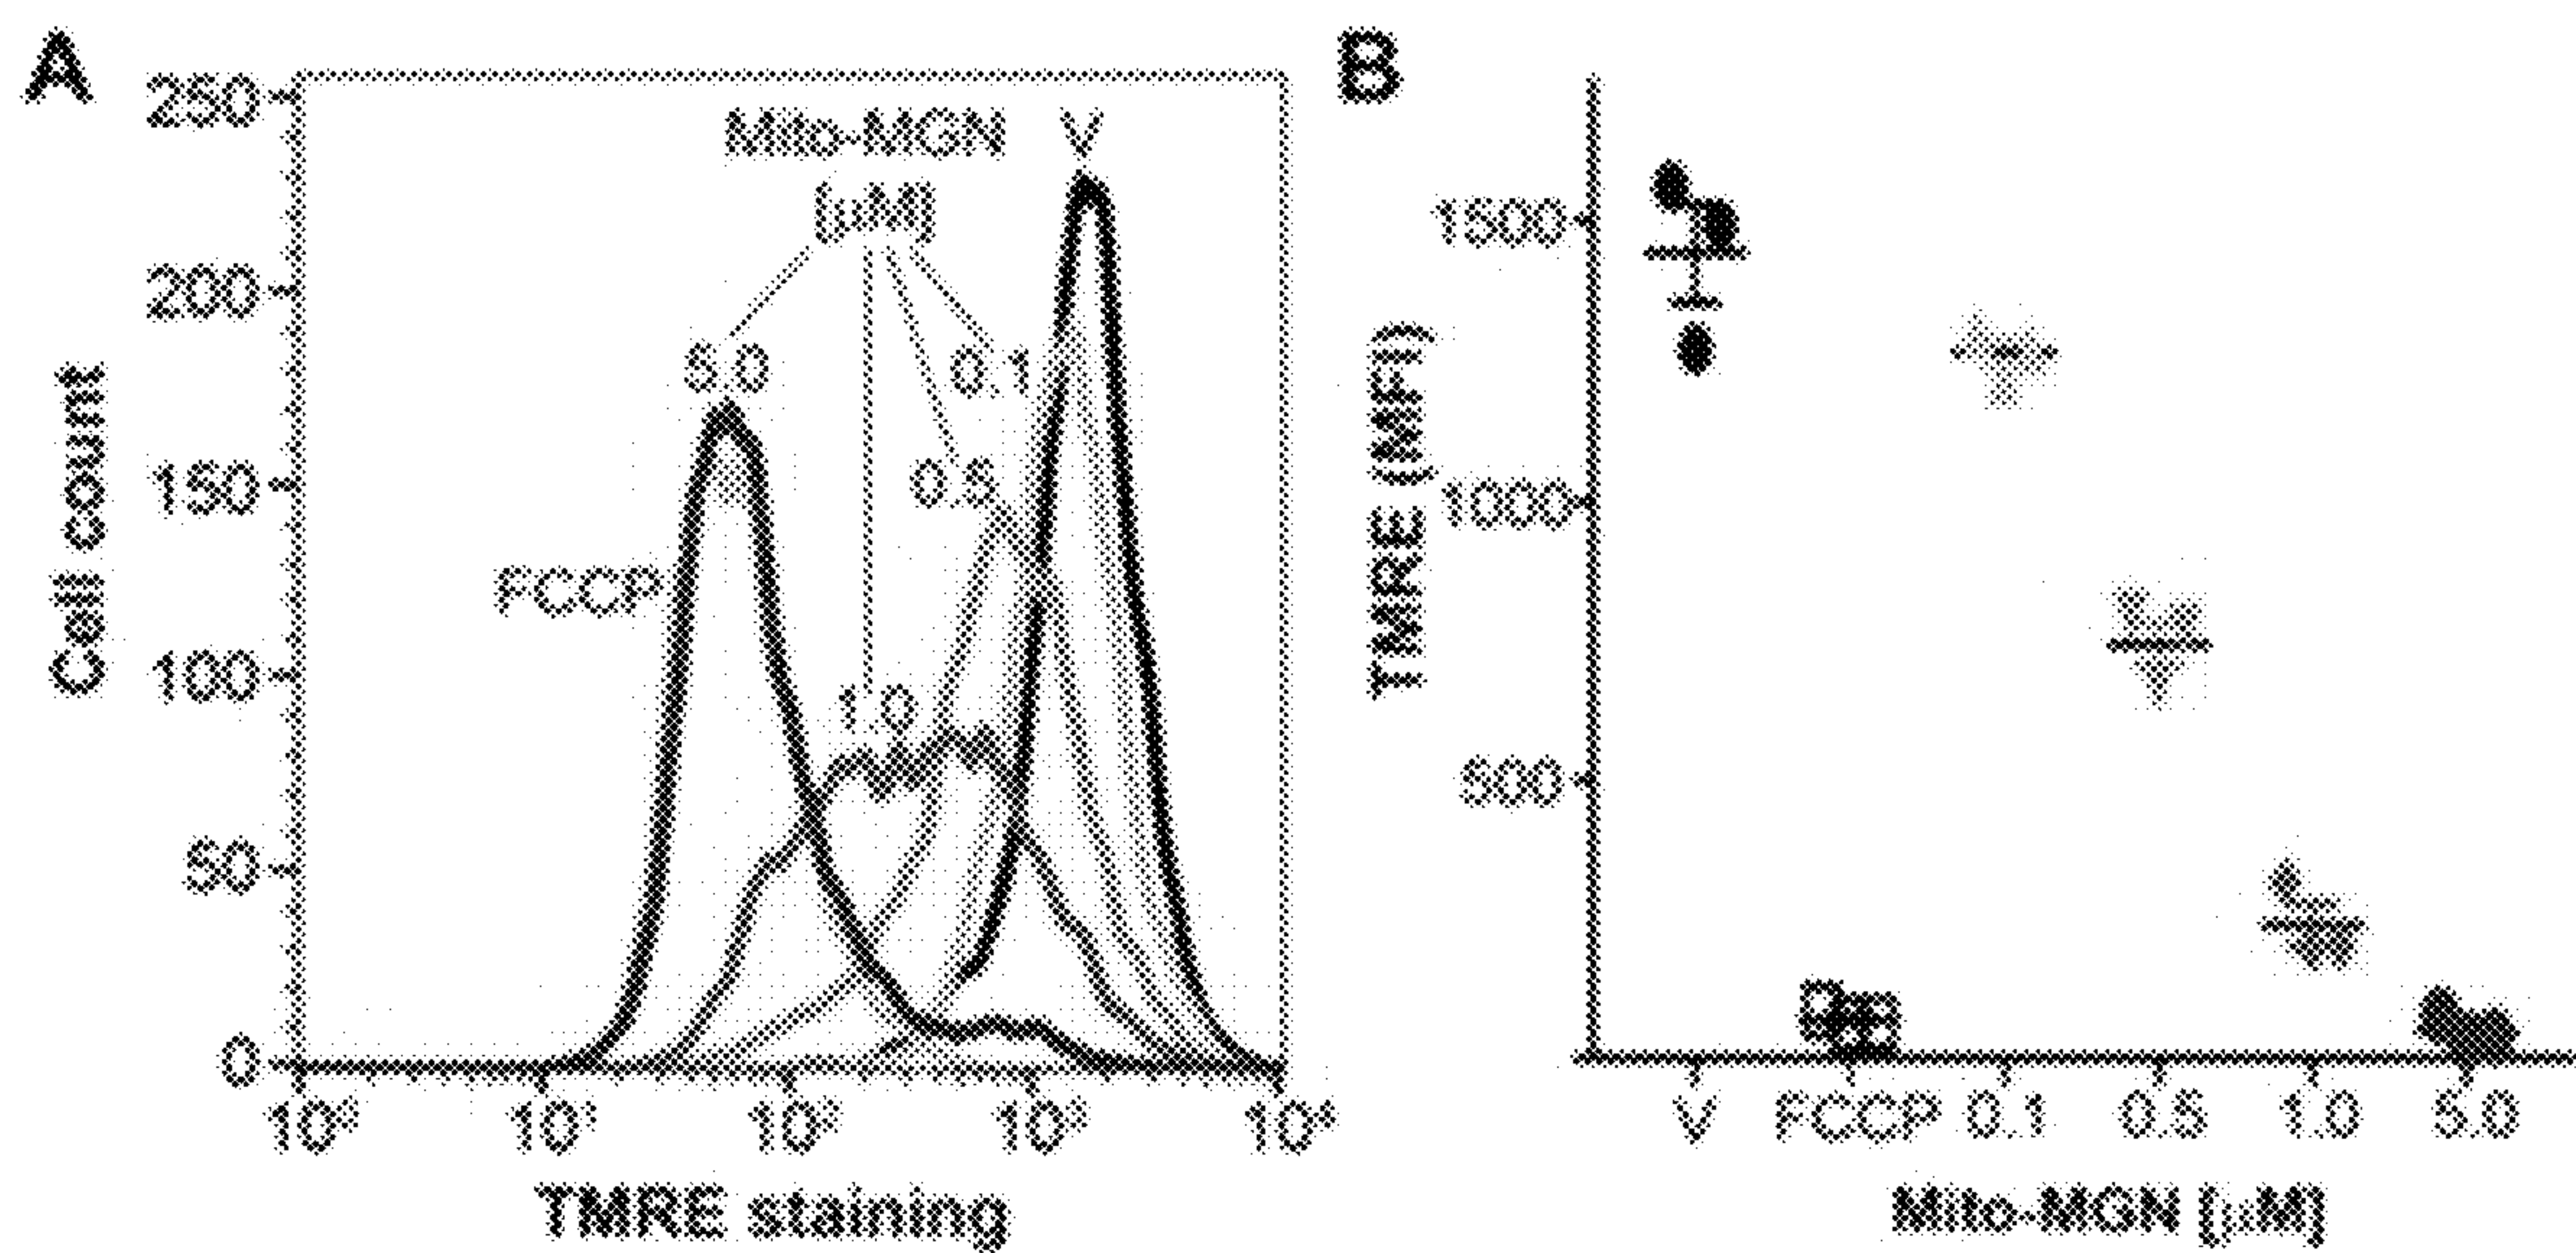 A
250
200
150
100
50
0
Cell count
Mito-MGN
[μM]
V
5.0
0.1
0.5
1.0
FCCP
10¹
10²
10³
10⁴
TMRE staining
B
1500
1000
500
TMRE (MFI)
V FCCP 0.1 0.5 1.0 5.0
Mito-MGN [μM]